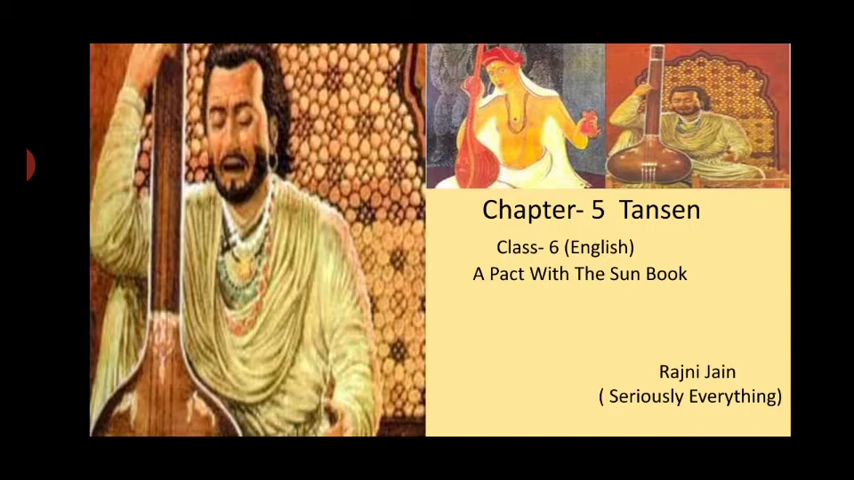 Chapter- 5 Tansen
Class- 6 (English)
A Pact With The Sun Book
Rajni Jain
( Seriously Everything)